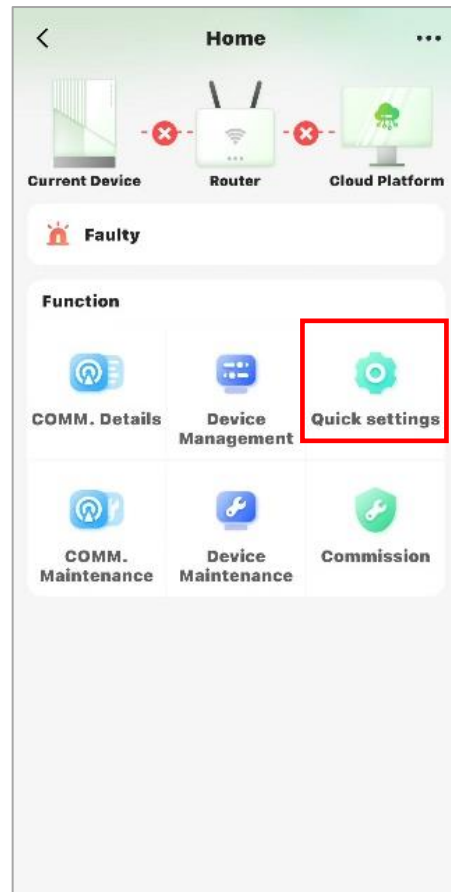 Home
Current Device
Router
Cloud Platform
Faulty
Function
COMM. Details
Device
Management
Quick settings
COMM.
Maintenance
Device
Maintenance
Commission